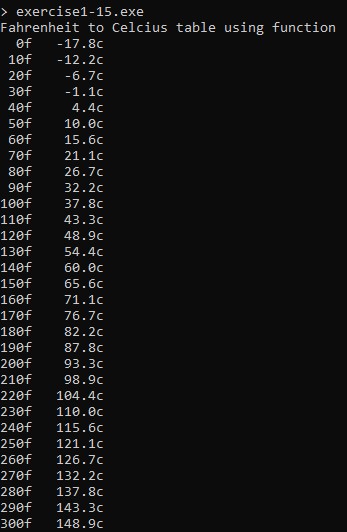 > exercise1-15.exe
Fahrenheit to Celcius table using function
  0f   -17.8c
 10f   -12.2c
 20f    -6.7c
 30f    -1.1c
 40f     4.4c
 50f    10.0c
 60f    15.6c
 70f    21.1c
 80f    26.7c
 90f    32.2c
100f    37.8c
110f    43.3c
120f    48.9c
130f    54.4c
140f    60.0c
150f    65.6c
160f    71.1c
170f    76.7c
180f    82.2c
190f    87.8c
200f    93.3c
210f    98.9c
220f   104.4c
230f   110.0c
240f   115.6c
250f   121.1c
260f   126.7c
270f   132.2c
280f   137.8c
290f   143.3c
300f   148.9c